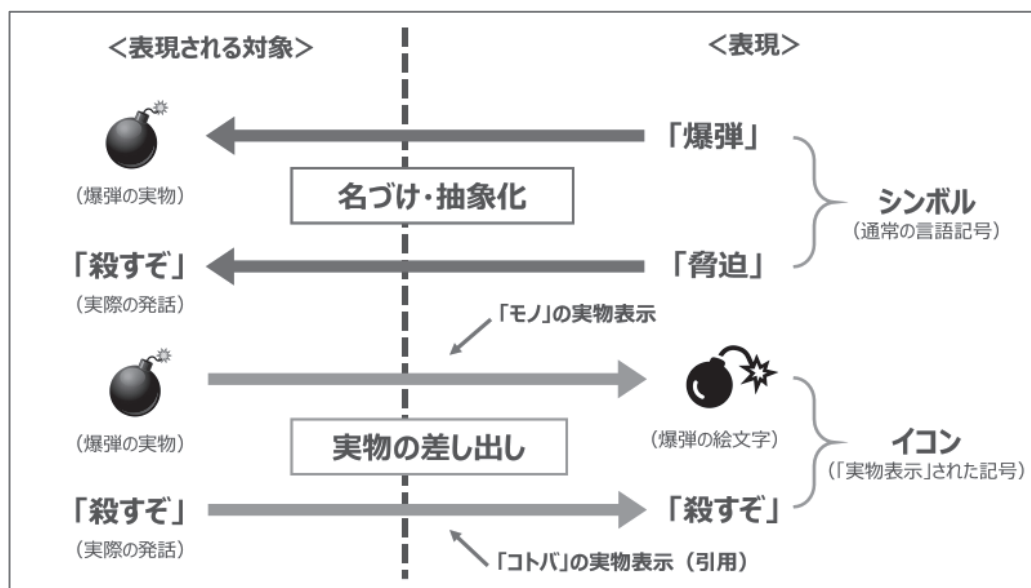 <表現される対象>
<表現>
「爆弾」
(爆弾の実物)
名づけ・抽象化
シンボル
(通常の言語記号)
「殺すぞ」
「脅迫」
(実際の発話)
「モノ」の実物表示
(爆弾の実物)
(爆弾の絵文字)
実物の差し出し
イコン
(「実物表示」された記号)
「殺すぞ」
「殺すぞ」
(実際の発話)
「コトバ」の実物表示（引用）